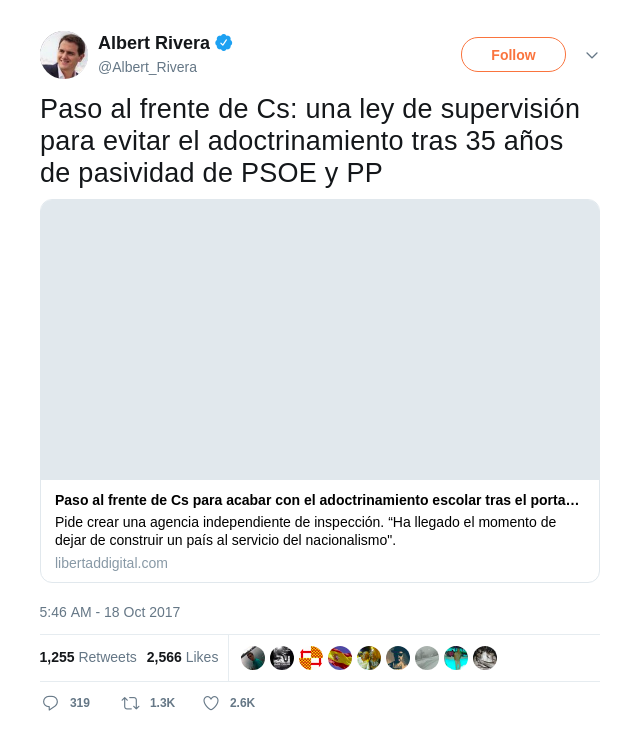 Albert Rivera
@Albert_Rivera
Follow
Paso al frente de Cs: una ley de supervisión
para evitar el adoctrinamiento tras 35 años
de pasividad de PSOE y PP
Paso al frente de Cs para acabar con el adoctrinamiento escolar tras el porta…
Pide crear una agencia independiente de inspección. “Ha llegado el momento de
dejar de construir un país al servicio del nacionalismo".
libertaddigital.com
5:46 AM - 18 Oct 2017
1,255 Retweets 2,566 Likes
319 1.3K 2.6K